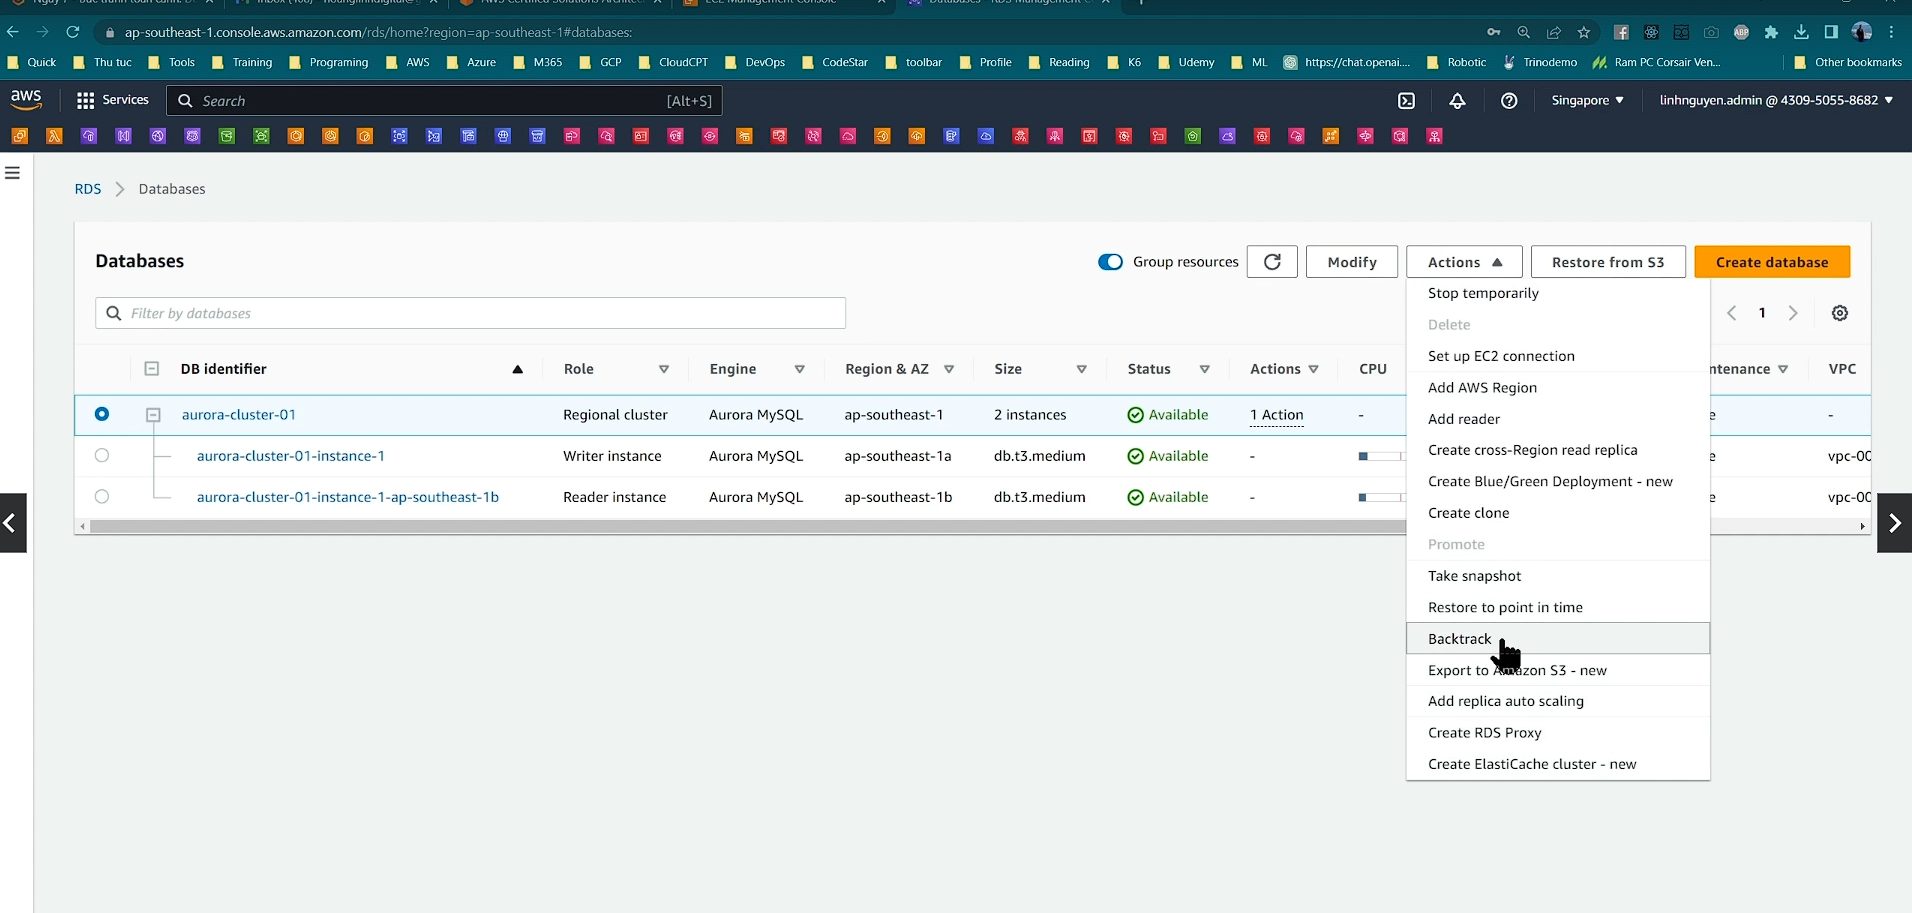 ap-southeast-1.console.aws.amazon.com/rds/home?region=ap-southeast-1#databases:
Quick Thu tuc Tools Training Programing AWS Azure M365 GCP CloudCPT DevOps CodeStar toolbar Profile Reading K6 Udemy ML https://chat.openai.... Robotic Trinodemo Ram PC Corsair Ven... Other bookmarks
aws Services Search [Alt+S] Singapore linhnguyen.admin @ 4309-5055-8682
RDS Databases
Databases Group resources Modify Actions Restore from S3 Create database
Filter by databases 1
DB identifier Role Engine Region & AZ Size Status Actions CPU ntenance VPC
aurora-cluster-01 Regional cluster Aurora MySQL ap-southeast-1 2 instances Available 1 Action - e -
aurora-cluster-01-instance-1 Writer instance Aurora MySQL ap-southeast-1a db.t3.medium Available - e vpc-00
aurora-cluster-01-instance-1-ap-southeast-1b Reader instance Aurora MySQL ap-southeast-1b db.t3.medium Available - e vpc-00
Stop temporarily
Delete
Set up EC2 connection
Add AWS Region
Add reader
Create cross-Region read replica
Create Blue/Green Deployment - new
Create clone
Promote
Take snapshot
Restore to point in time
Backtrack
Export to Amazon S3 - new
Add replica auto scaling
Create RDS Proxy
Create ElastiCache cluster - new